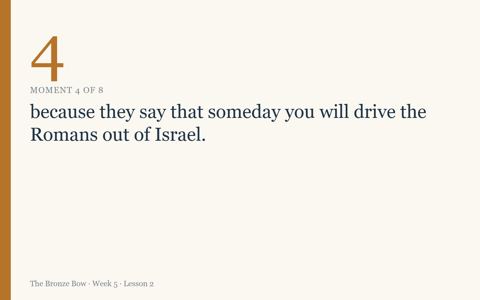 4
MOMENT 4 OF 8
because they say that someday you will drive the
Romans out of Israel.
The Bronze Bow · Week 5 · Lesson 2